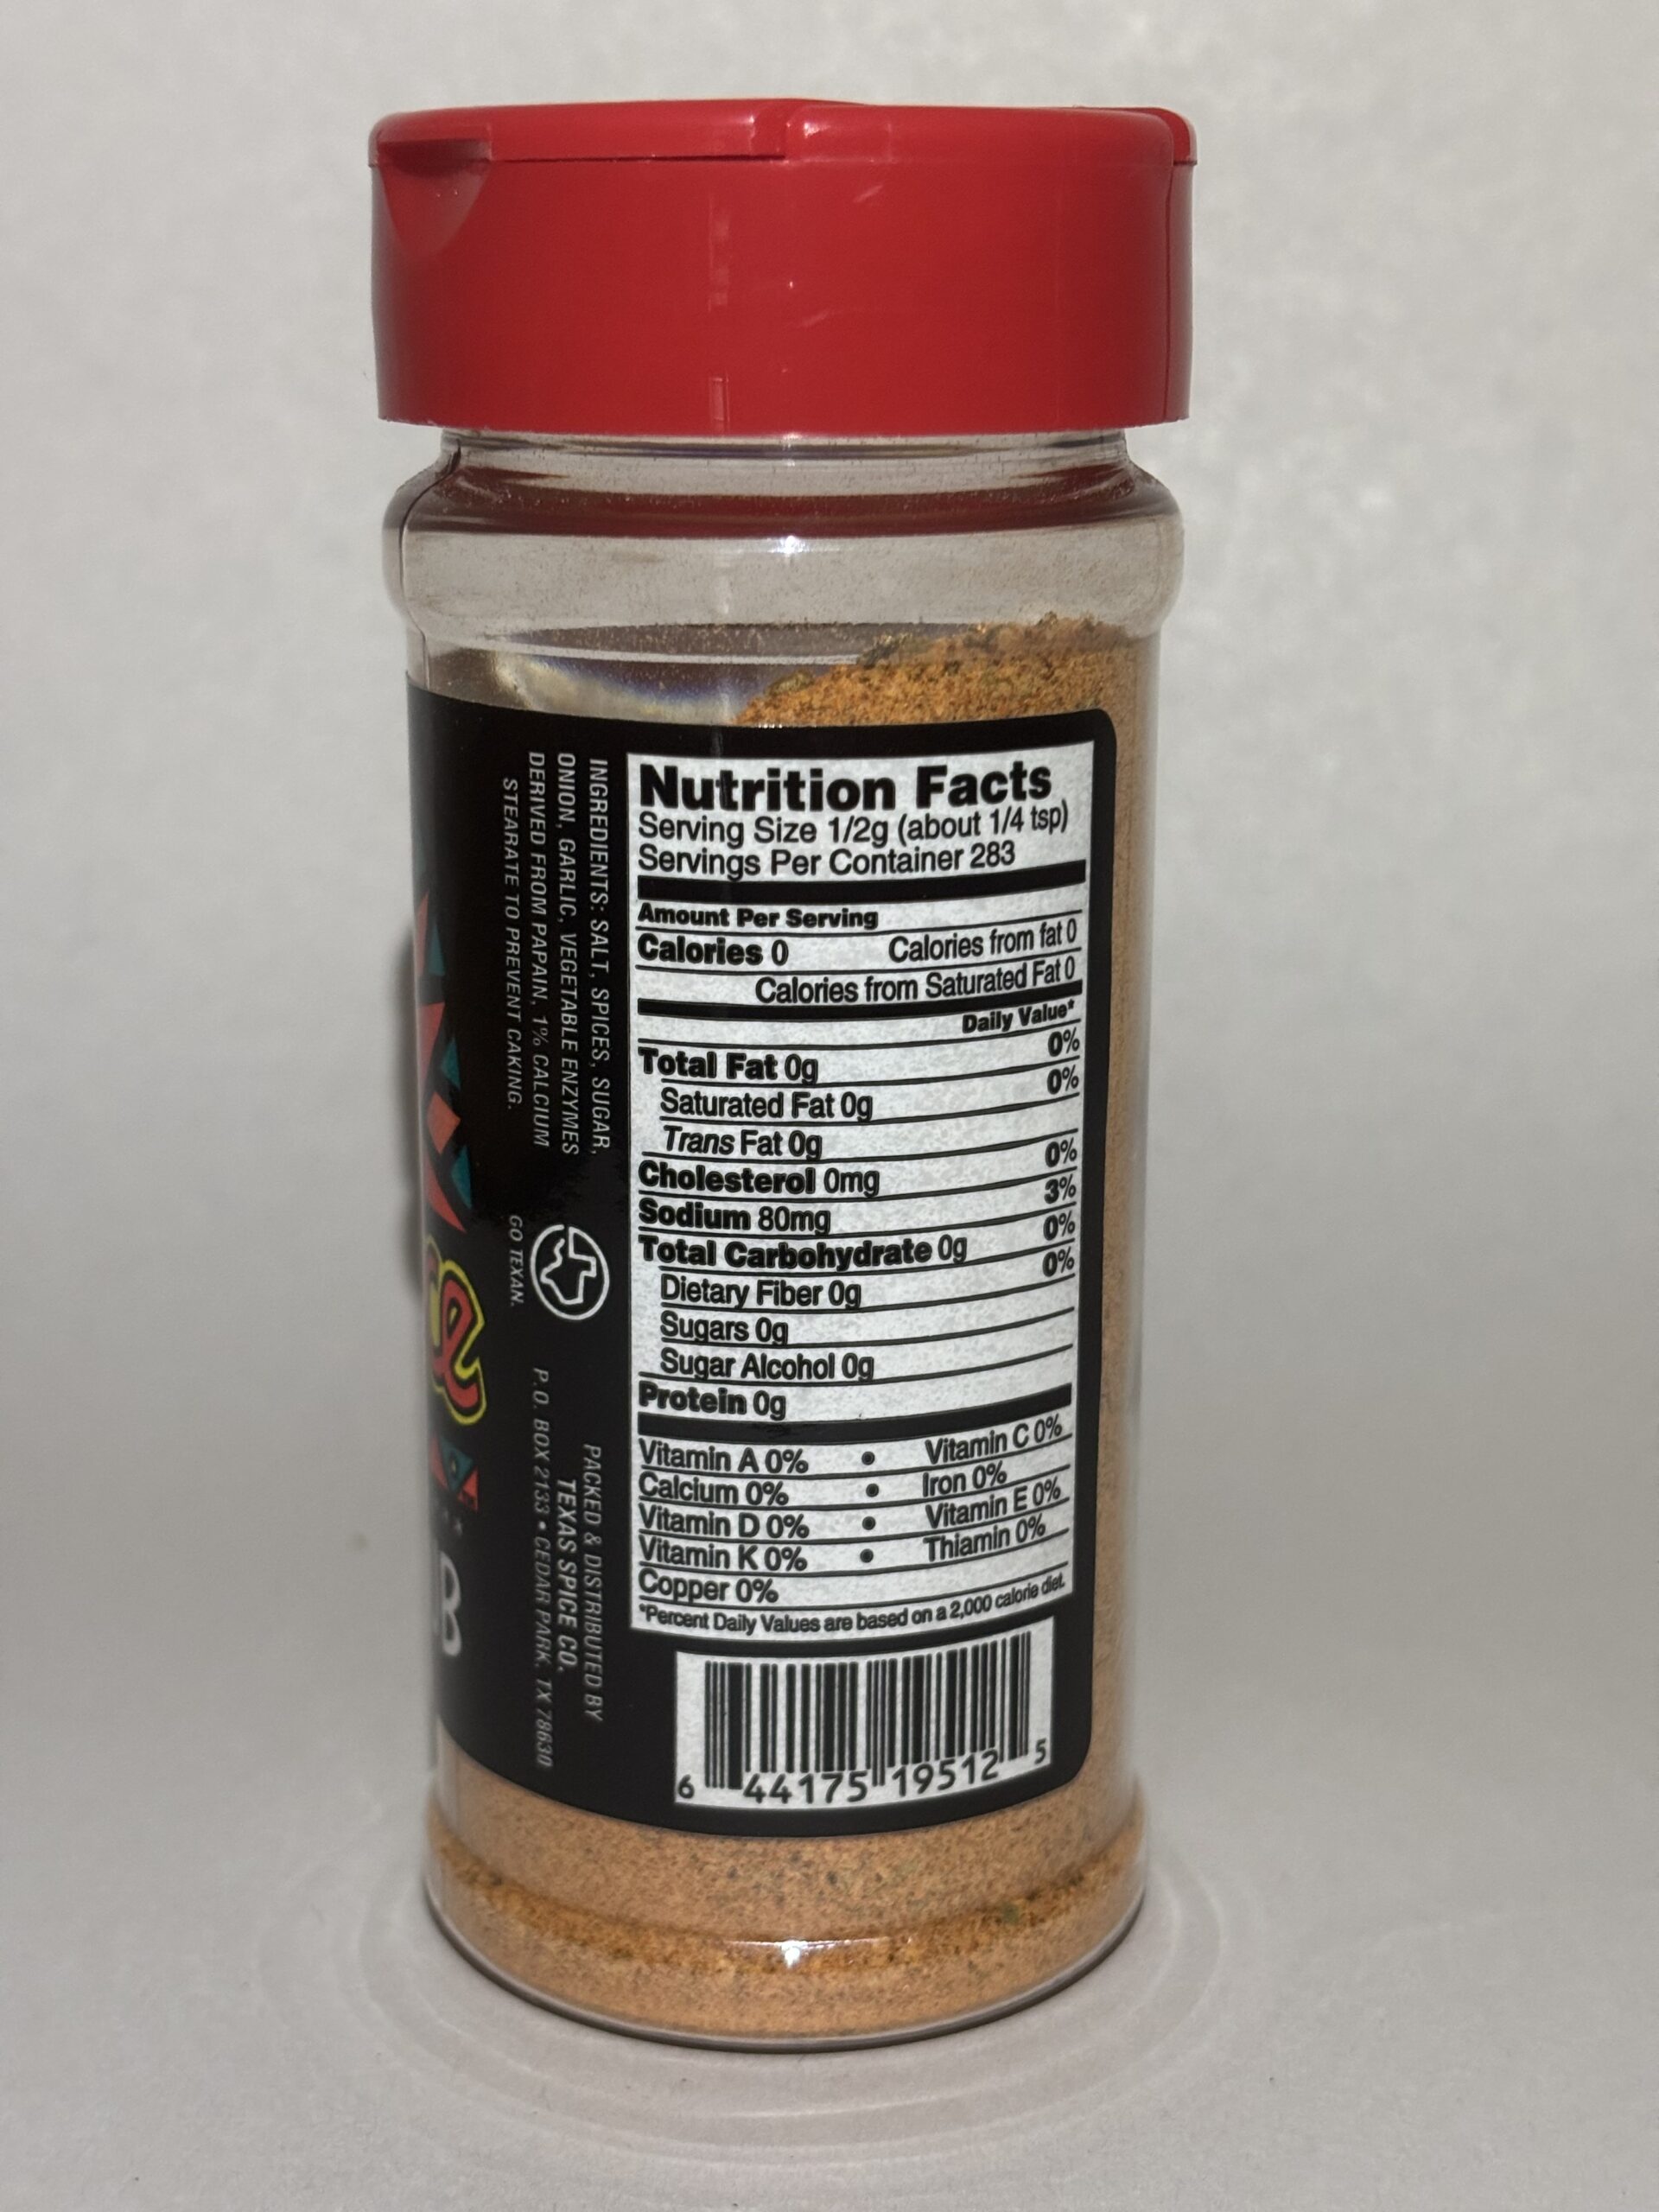 INGREDIENTS: SALT, SPICES, SUGAR,
ONION, GARLIC, VEGETABLE ENZYMES
DERIVED FROM PAPAIN, 1% CALCIUM
STEARATE TO PREVENT CAKING.
GO TEXAN.
PACKED & DISTRIBUTED BY
TEXAS SPICE CO.
P.O. BOX 2133 • CEDAR PARK, TX 78630
Nutrition Facts
Serving Size 1/2g (about 1/4 tsp)
Servings Per Container 283
Amount Per Serving
Calories 0 Calories from fat 0
Calories from Saturated Fat 0
Daily Value*
Total Fat 0g 0%
Saturated Fat 0g 0%
Trans Fat 0g
Cholesterol 0mg 0%
Sodium 80mg 3%
Total Carbohydrate 0g 0%
Dietary Fiber 0g 0%
Sugars 0g
Sugar Alcohol 0g
Protein 0g
Vitamin A 0% • Vitamin C 0%
Calcium 0% • Iron 0%
Vitamin D 0% • Vitamin E 0%
Vitamin K 0% • Thiamin 0%
Copper 0%
*Percent Daily Values are based on a 2,000 calorie diet.
6 44175 19512 5